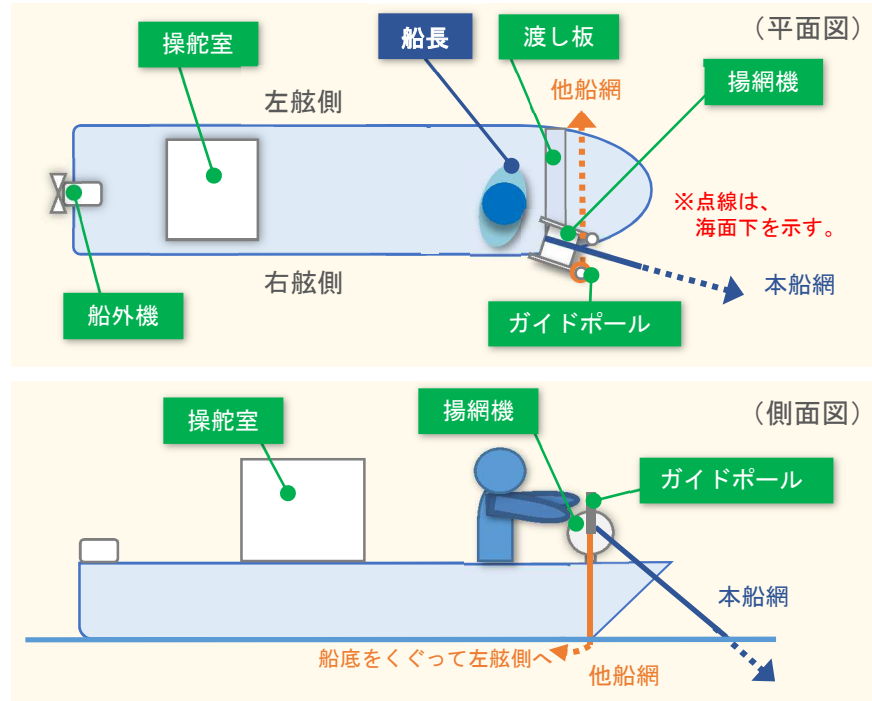 （平面図）
操舵室
船長
渡し板
揚網機
他船網
左舷側
※点線は、
海面下を示す。
右舷側
本船網
船外機
ガイドポール
（側面図）
操舵室
揚網機
ガイドポール
本船網
船底をくぐって左舷側へ
他船網